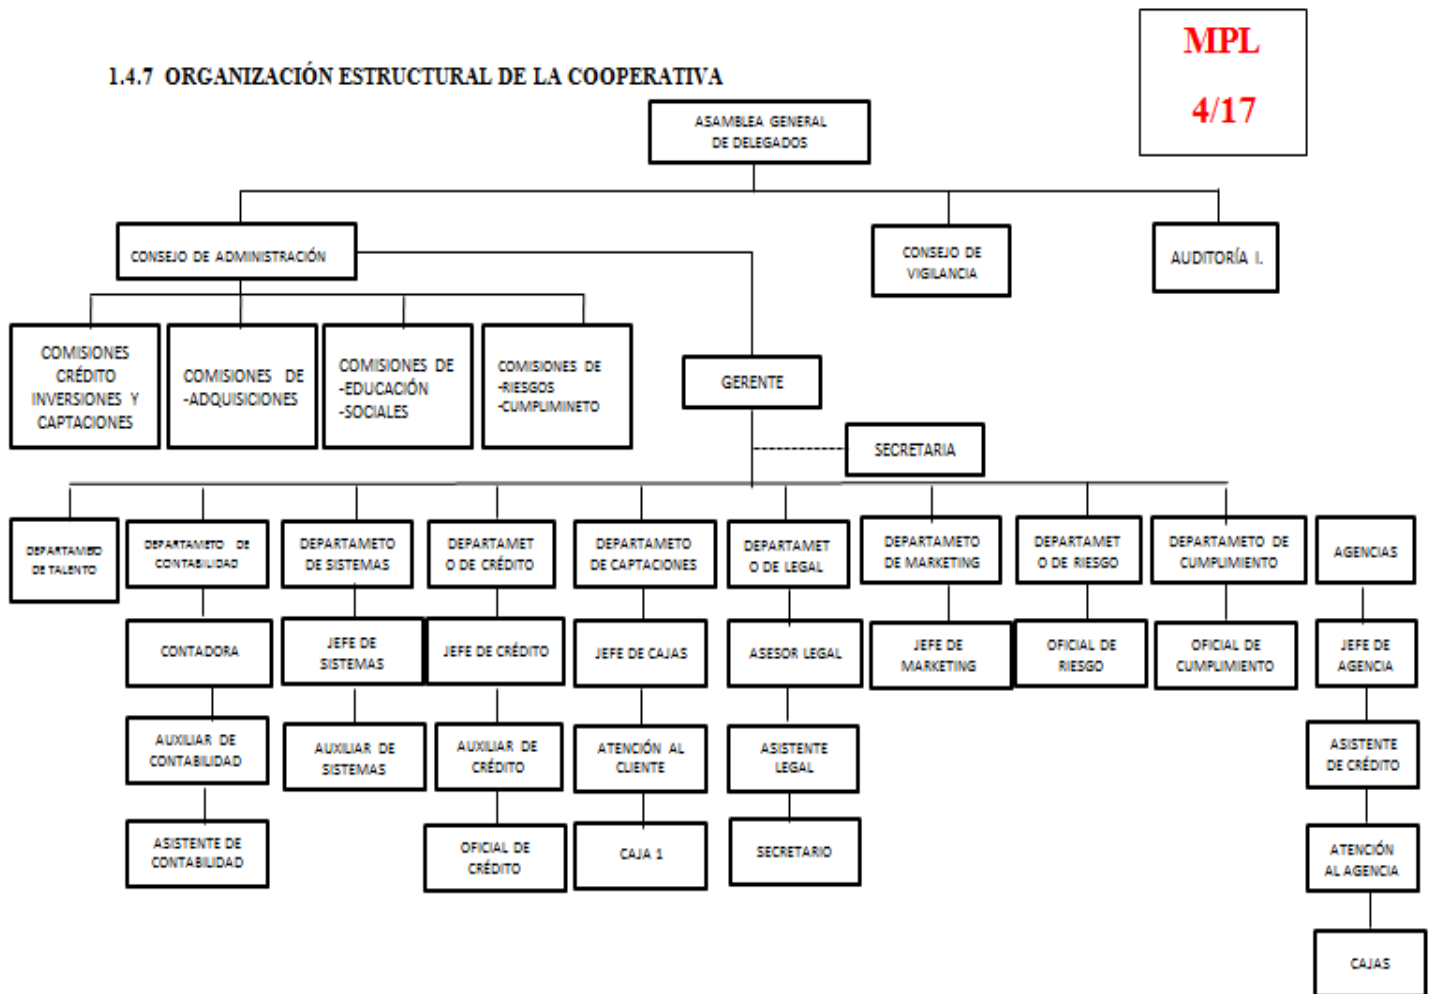 MPL
4/17
1.4.7 ORGANIZACIÓN ESTRUCTURAL DE LA COOPERATIVA
ASAMBLEA GENERAL
DE DELEGADOS
CONSEJO DE ADMINISTRACIÓN
CONSEJO DE
VIGILANCIA
AUDITORÍA I.
COMISIONES
CRÉDITO
INVERSIONES Y
CAPTACIONES
COMISIONES DE
-ADQUISICIONES
COMISIONES DE
-EDUCACIÓN
-SOCIALES
COMISIONES DE
-RIESGOS
-CUMPLIMINETO
GERENTE
SECRETARIA
DE TALENTO
DEPARTAMETO DE
CONTABILIDAD
DEPARTAMETO
DE SISTEMAS
DEPARTAMET
O DE CRÉDITO
DEPARTAMETO
DE CAPTACIONES
DEPARTAMET
O DE LEGAL
DEPARTAMETO
DE MARKETING
DEPARTAMET
O DE RIESGO
DEPARTAMETO DE
CUMPLIMIENTO
AGENCIAS
CONTADORA
JEFE DE
SISTEMAS
JEFE DE CRÉDITO
JEFE DE CAJAS
ASESOR LEGAL
JEFE DE
MARKETING
OFICIAL DE
RIESGO
OFICIAL DE
CUMPLIMIENTO
JEFE DE
AGENCIA
AUXILIAR DE
CONTABILIDAD
AUXILIAR DE
SISTEMAS
AUXILIAR DE
CRÉDITO
ATENCIÓN AL
CLIENTE
ASISTENTE
LEGAL
ASISTENTE
DE CRÉDITO
ASISTENTE DE
CONTABILIDAD
OFICIAL DE
CRÉDITO
CAJA 1
SECRETARIO
ATENCIÓN
AL AGENCIA
CAJAS